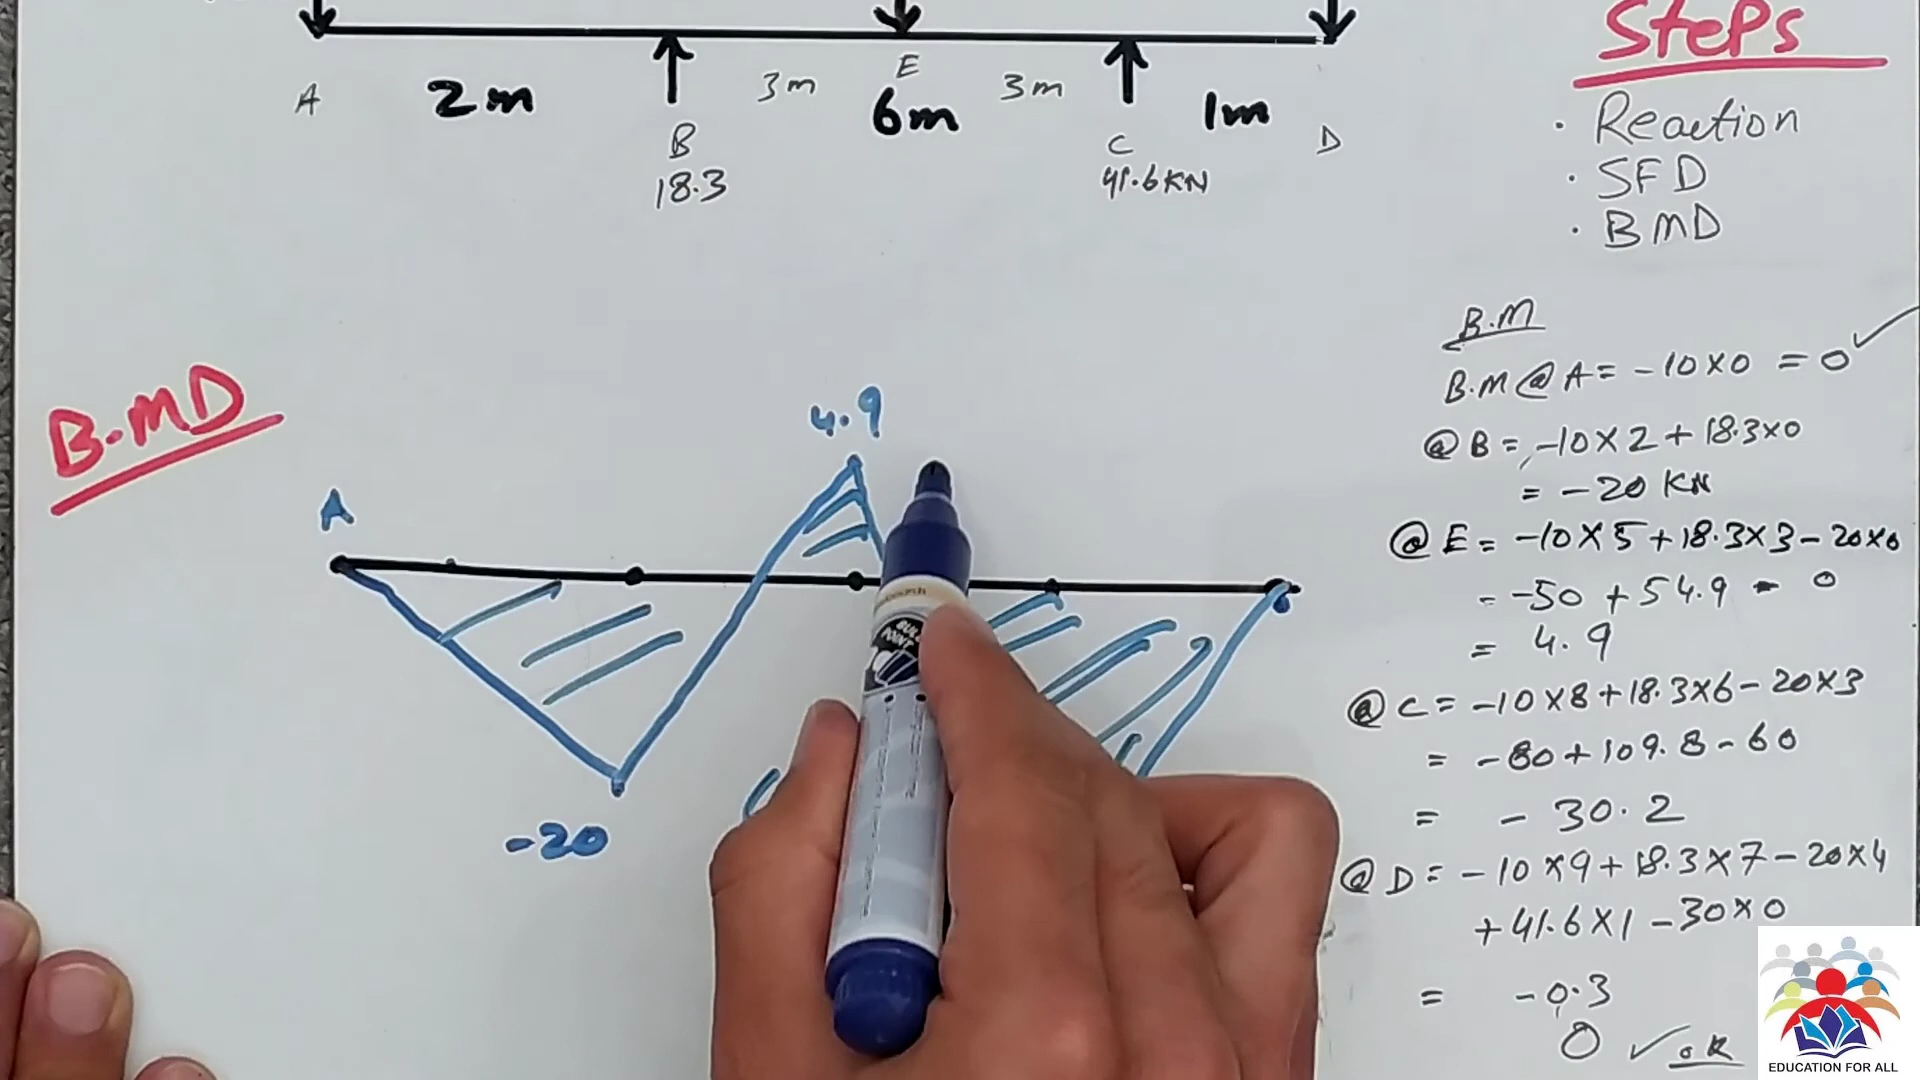 Steps
A 2m 3m E 3m 1m
6m
B C D
18.3 41.6KN
· Reaction
· SFD
· BMD
B.MD
A
4.9
-20
B.M
B.M@A = -10×0 = 0
@B = -10×2+18.3×0
= -20 KN
@E = -10×5+18.3×3-20×0
= -50 +54.9 - 0
= 4.9
@C = -10×8+18.3×6-20×3
= -80+109.8-60
= -30.2
@D = -10×9+18.3×7-20×4
+41.6×1-30×0
= -0.3
0 ✓ OK
EDUCATION FOR ALL